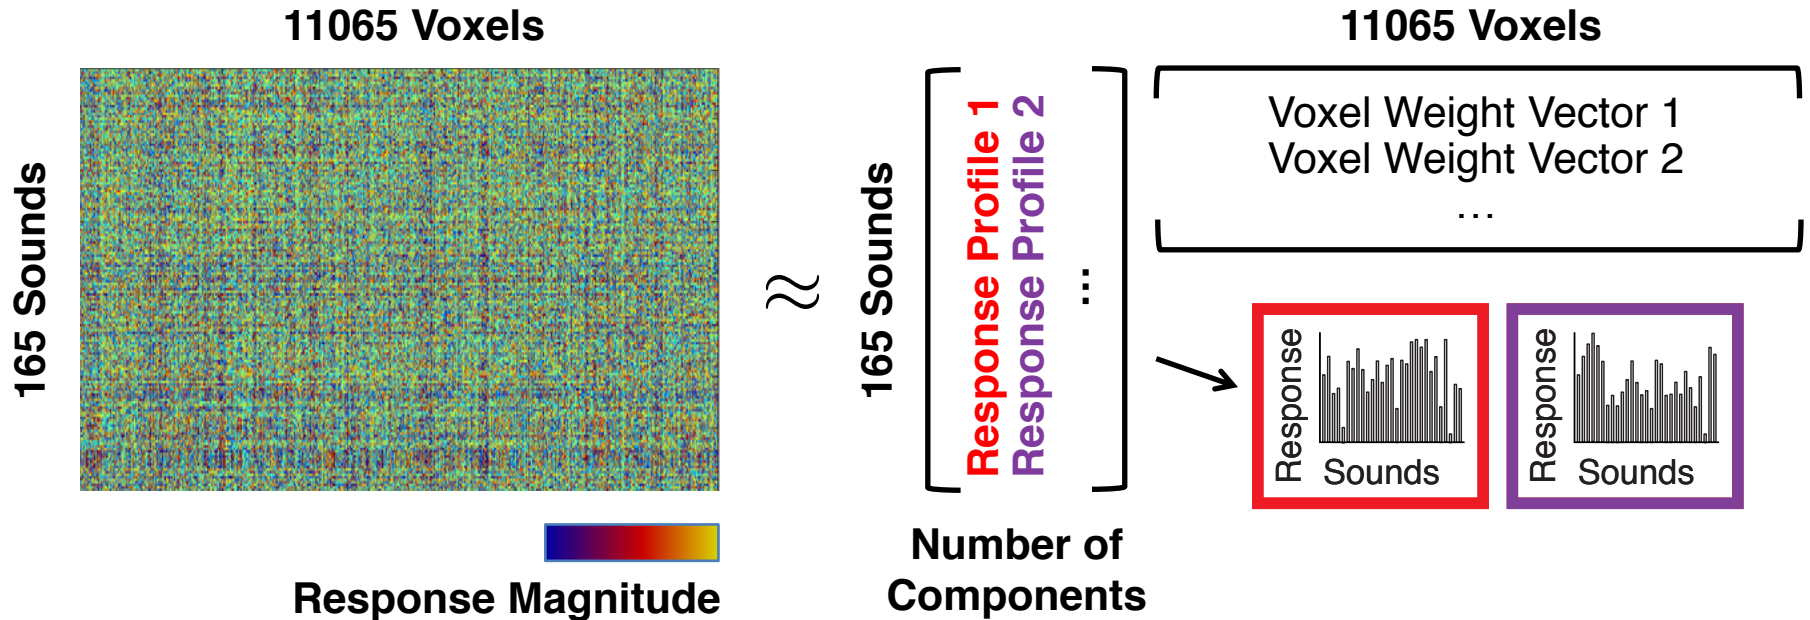 11065 Voxels
165 Sounds
Response Magnitude
≈
165 Sounds
Response Profile 1
Response Profile 2
...
Number of
Components
11065 Voxels
Voxel Weight Vector 1
Voxel Weight Vector 2
...
Response
Sounds
Response
Sounds